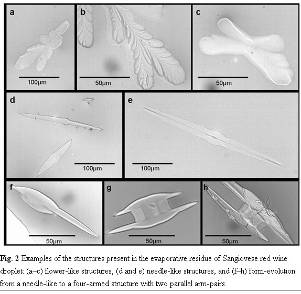 a
b
c
100μm
50μm
50μm
d
e
100μm
100μm
f
g
h
50μm
50μm
50μm
Fig. 2 Examples of the structures present is the evaporative residue of Sangiovese red wine
droplet: (a–c) flower-like structures, (d and e) needle-like structures, and (f–h) form-evolution
from a needle-like to a four-armed structure with two parallel arm-pairs.